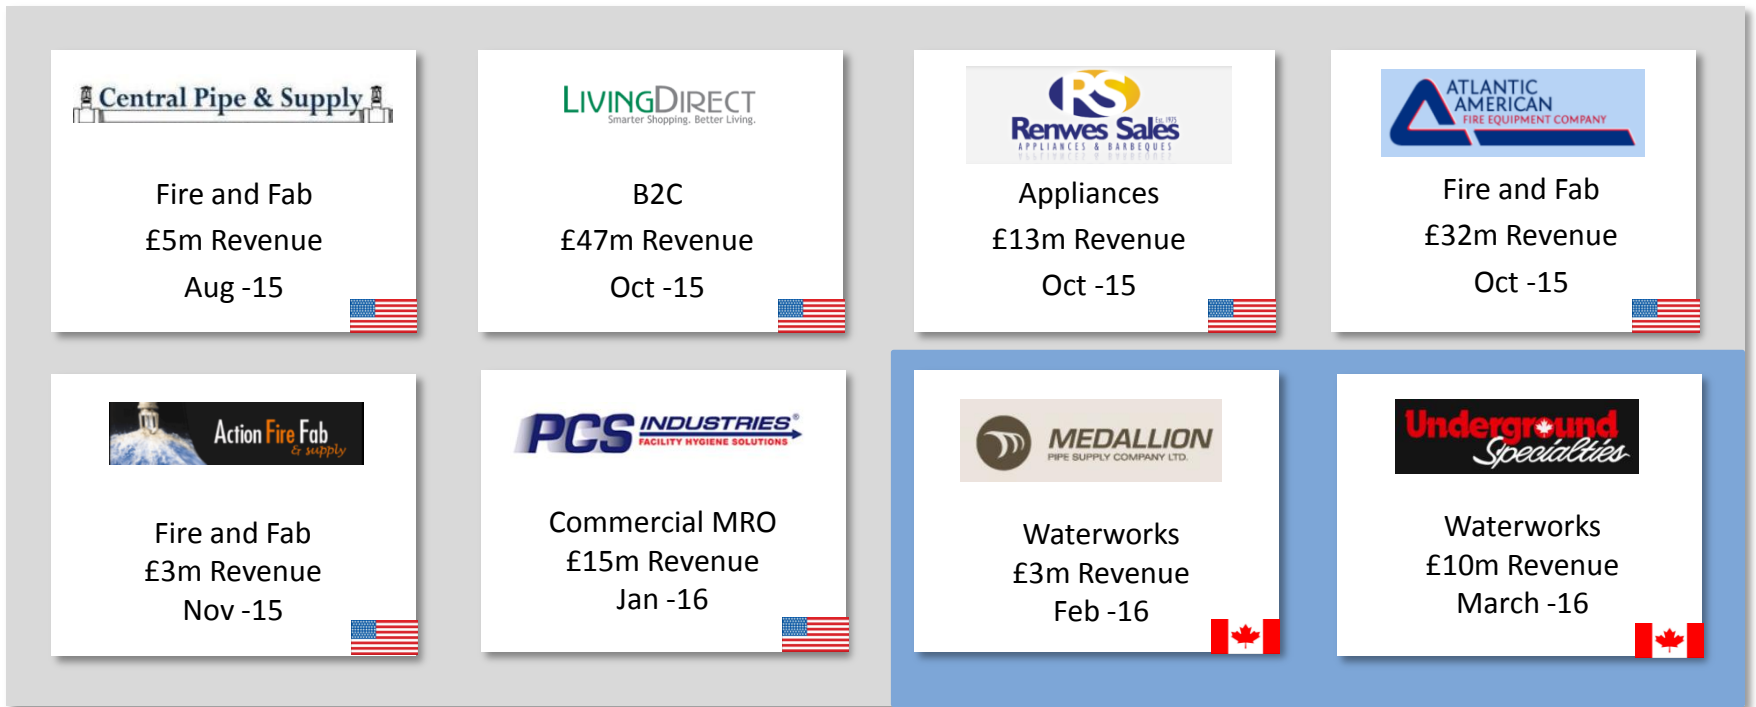 Central Pipe & Supply
Fire and Fab
£5m Revenue
Aug -15
LIVINGDIRECT
Smarter Shopping. Better Living.
B2C
£47m Revenue
Oct -15
RS
Est. 1975
Renwes Sales
APPLIANCES & BARBEQUES
Appliances
£13m Revenue
Oct -15
ATLANTIC
AMERICAN
FIRE EQUIPMENT COMPANY
Fire and Fab
£32m Revenue
Oct -15
Action Fire Fab
& supply
Fire and Fab
£3m Revenue
Nov -15
PCS INDUSTRIES®
FACILITY HYGIENE SOLUTIONS
Commercial MRO
£15m Revenue
Jan -16
MEDALLION
PIPE SUPPLY COMPANY LTD.
Waterworks
£3m Revenue
Feb -16
Underground
Specialties
Waterworks
£10m Revenue
March -16